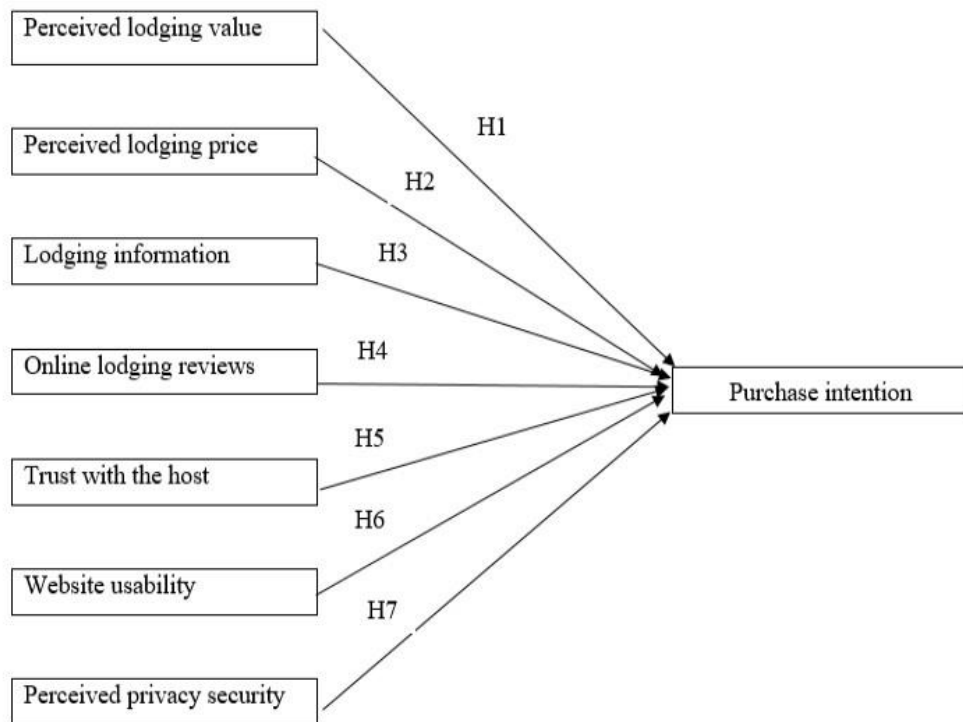 Perceived lodging value
H1
Perceived lodging price
H2
Lodging information
H3
Online lodging reviews
H4
Purchase intention
Trust with the host
H5
Website usability
H6
Perceived privacy security
H7